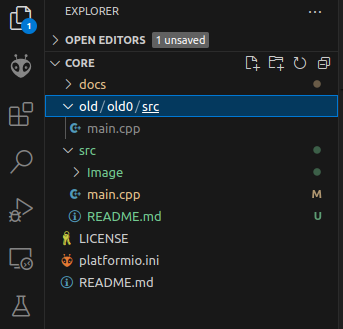 EXPLORER
OPEN EDITORS 1 unsaved
1
CORE
docs
old/old0/src
main.cpp
src
Image
main.cpp M
README.md U
LICENSE
platformio.ini
README.md